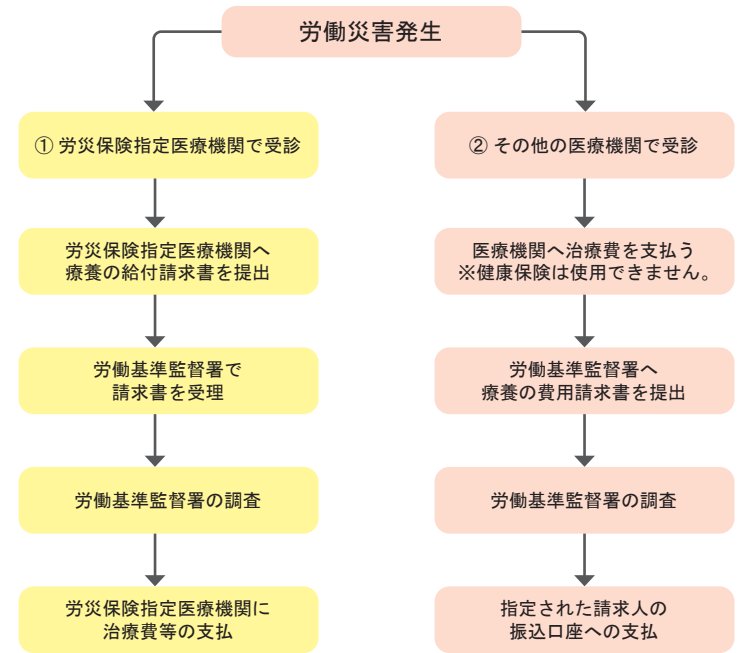 労働災害発生
① 労災保険指定医療機関で受診
労災保険指定医療機関へ
療養の給付請求書を提出
労働基準監督署で
請求書を受理
労働基準監督署の調査
労災保険指定医療機関に
治療費等の支払
② その他の医療機関で受診
医療機関へ治療費を支払う
※健康保険は使用できません。
労働基準監督署へ
療養の費用請求書を提出
労働基準監督署の調査
指定された請求人の
振込口座への支払